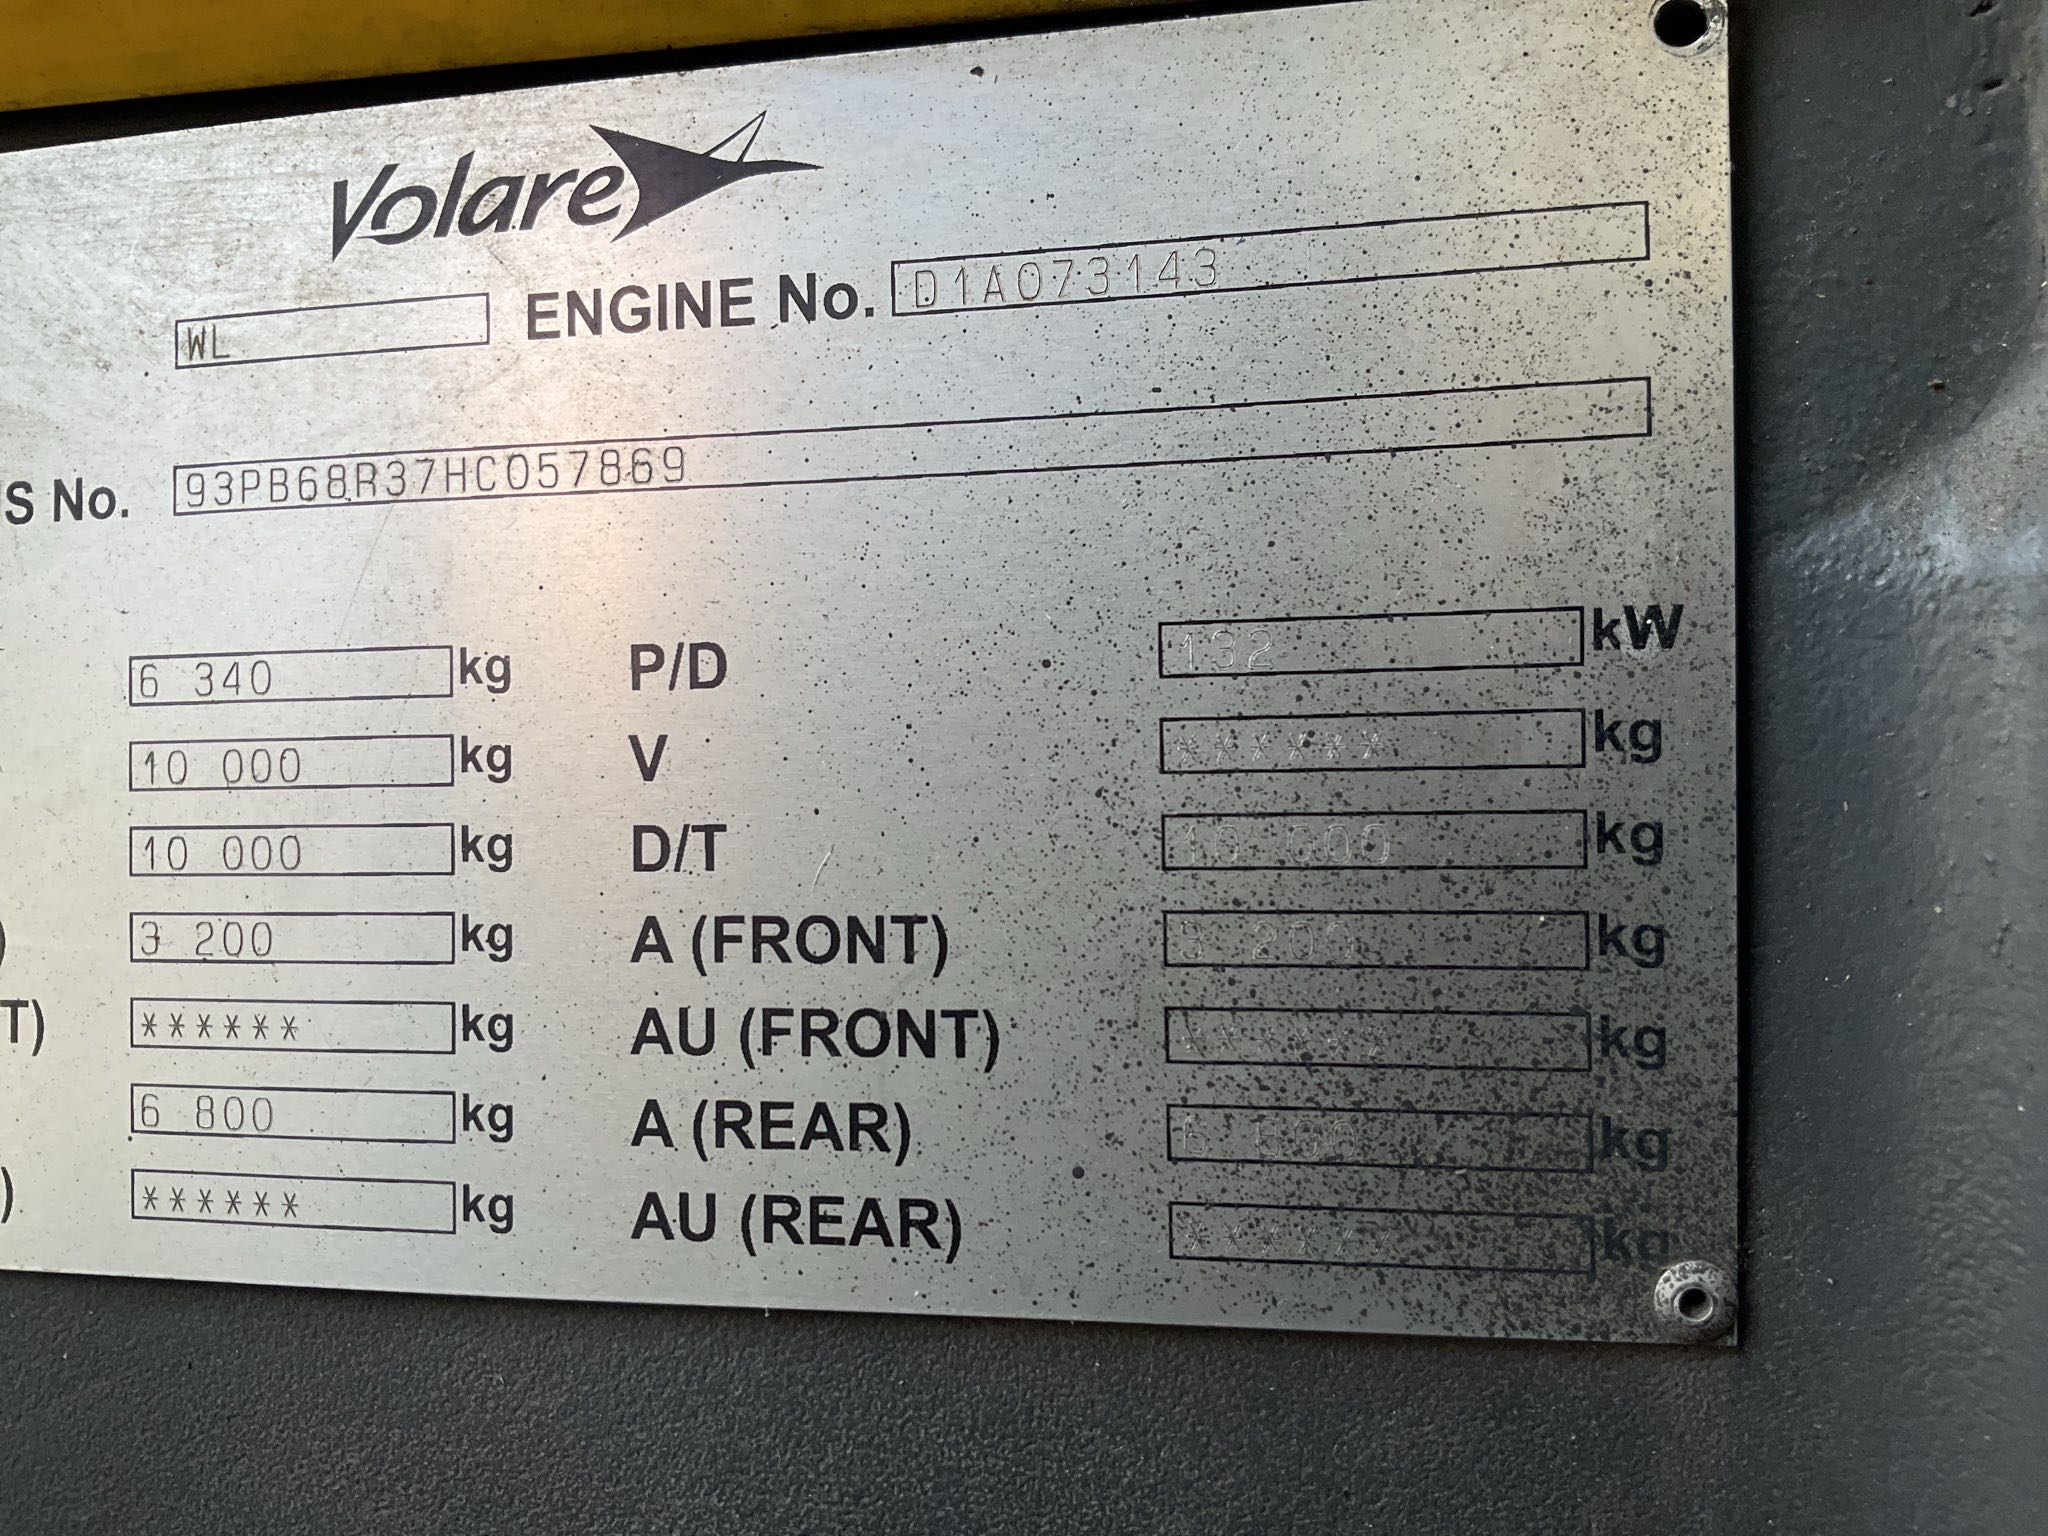 Volare
WL ENGINE No. D1A073143
S No. 93PB68R37HC057869
6 340 kg P/D 132 kW
10 000 kg V ****** kg
10 000 kg D/T 10 000 kg
) 3 200 kg A (FRONT) 3 200 kg
T) ****** kg AU (FRONT) ****** kg
6 800 kg A (REAR) 6 800 kg
) ****** kg AU (REAR) ****** kg